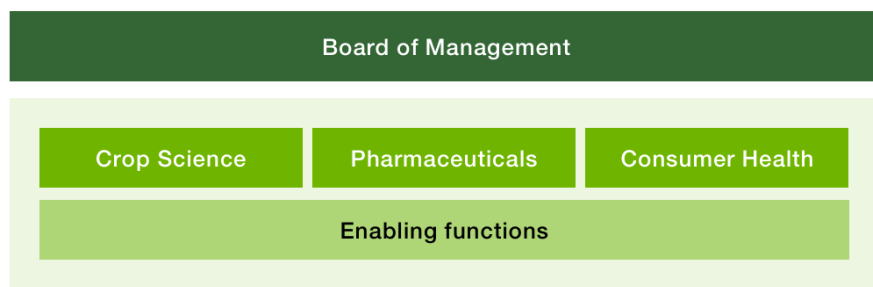 Board of Management
Crop Science
Pharmaceuticals
Consumer Health
Enabling functions